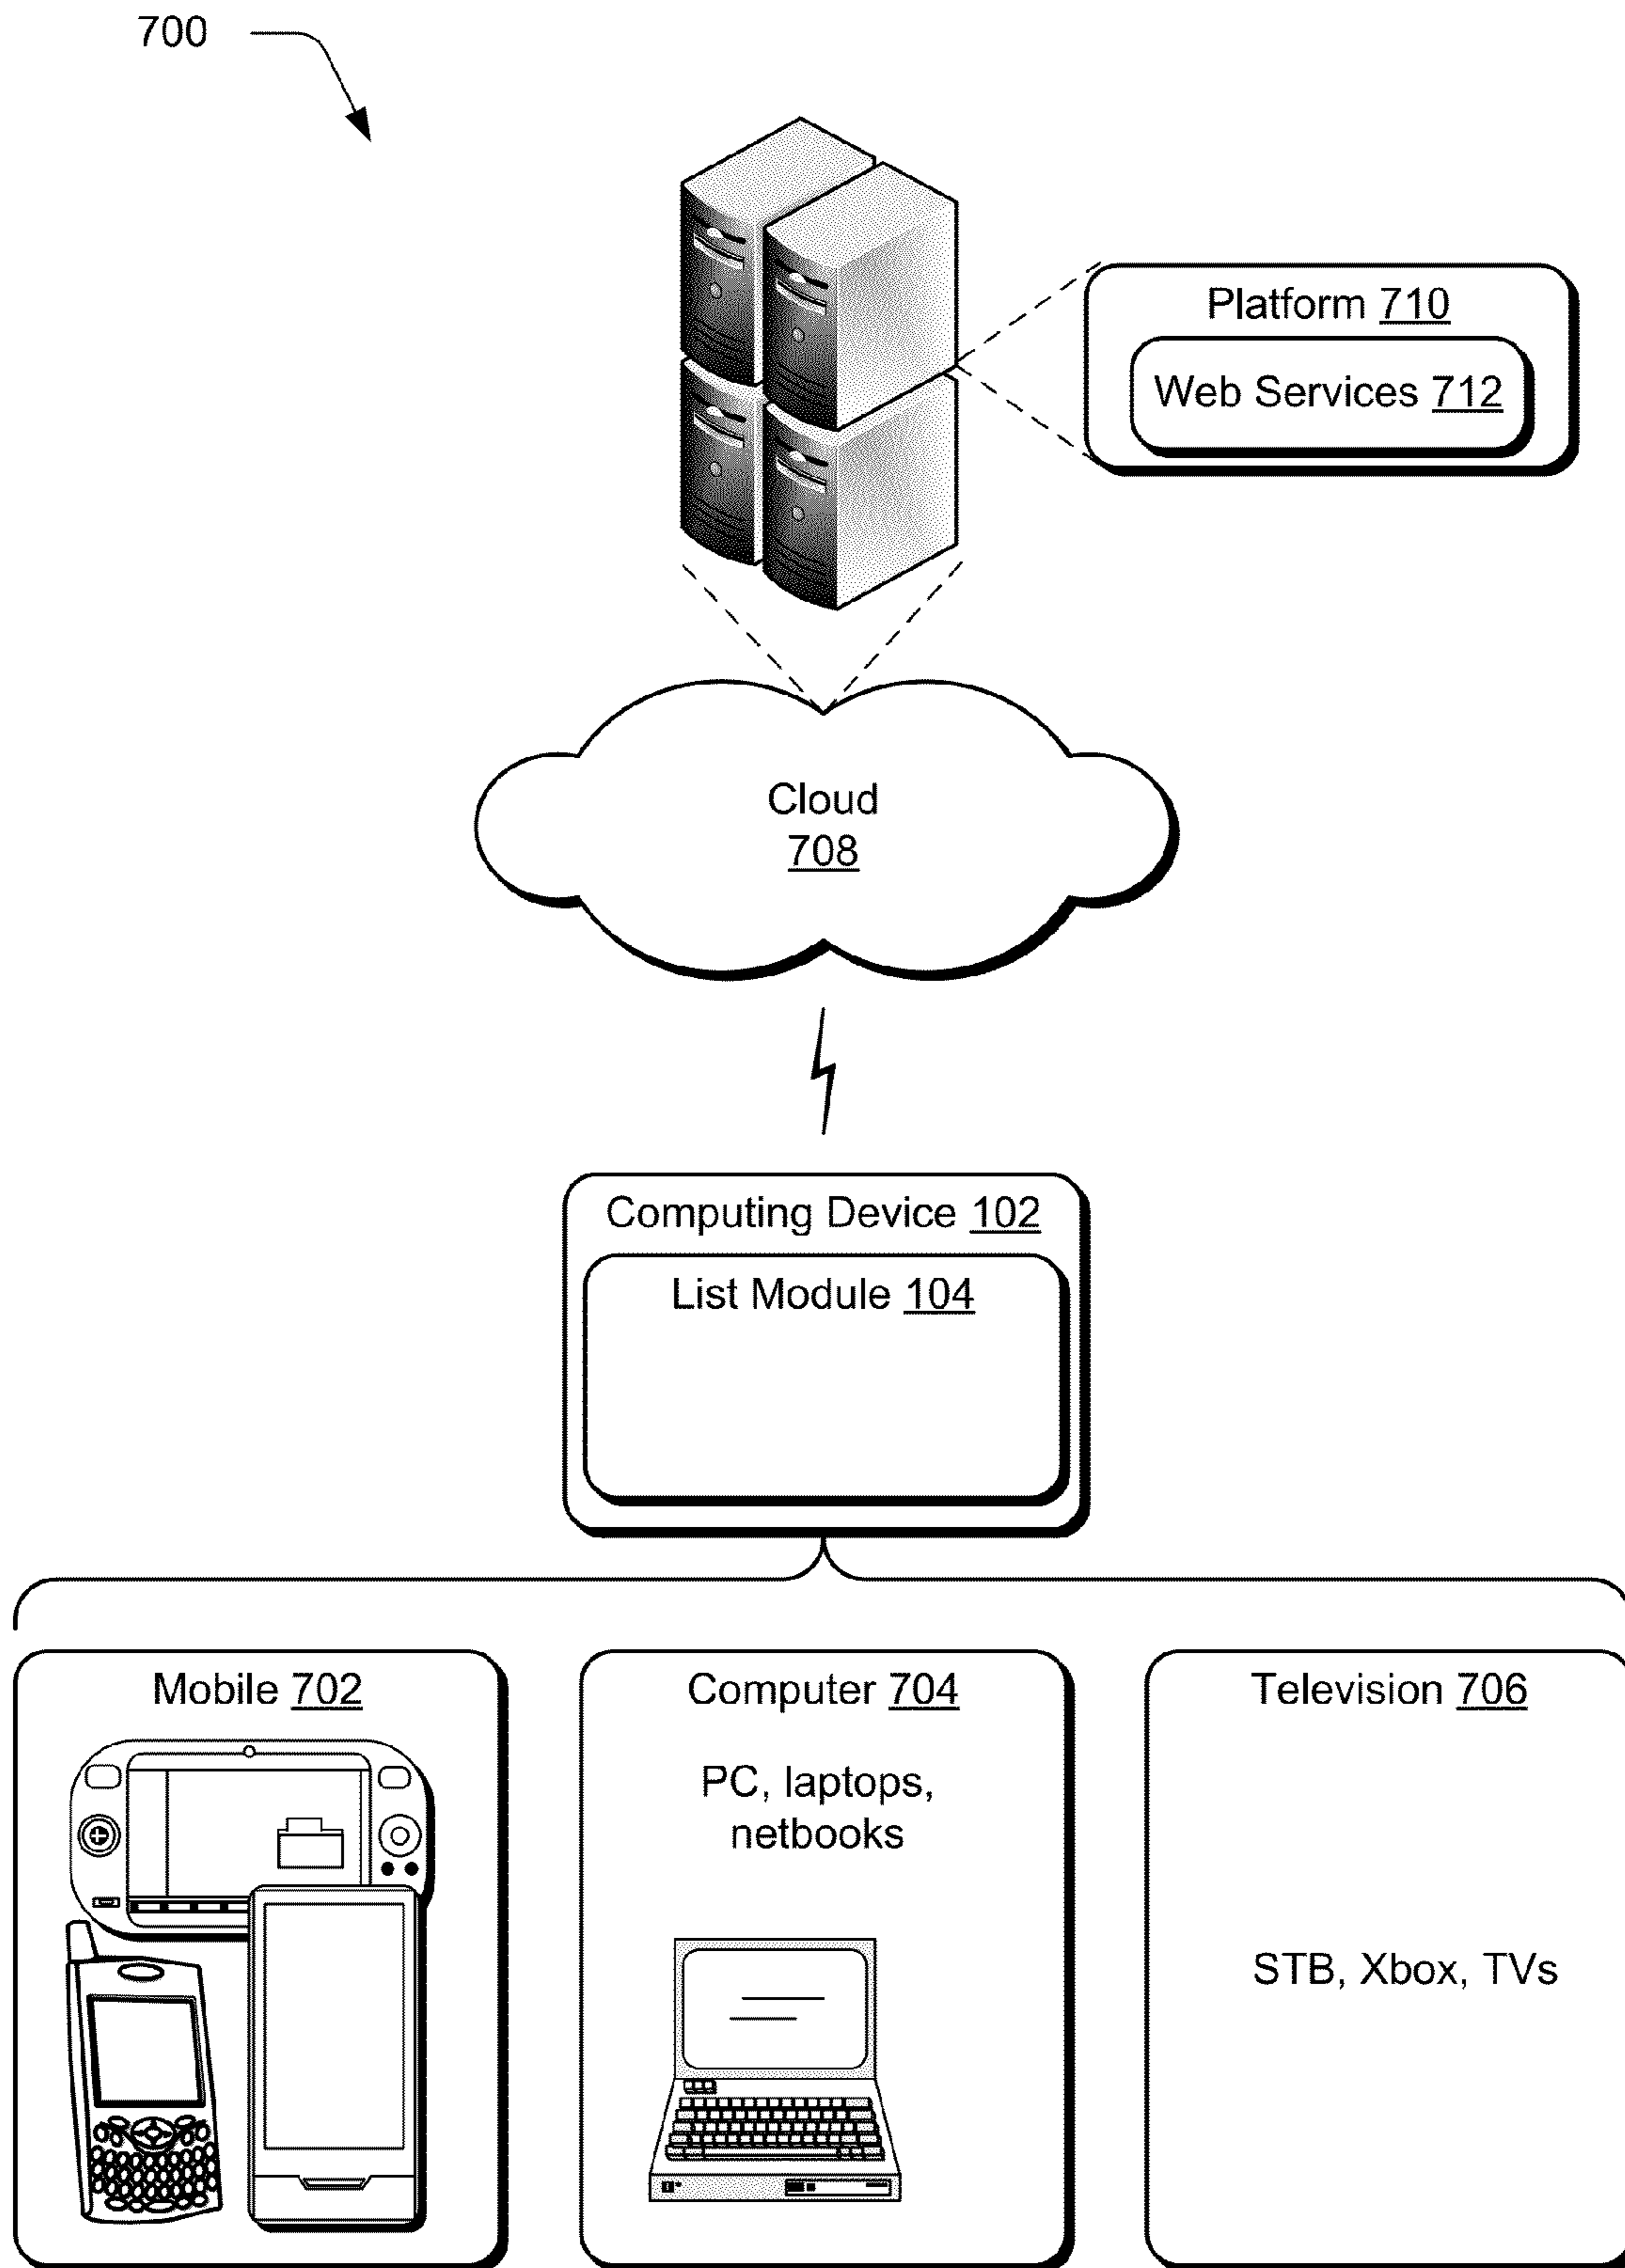 700
Platform 710
Web Services 712
Cloud
708
Computing Device 102
List Module 104
Mobile 702
Computer 704
PC, laptops,
netbooks
Television 706
STB, Xbox, TVs